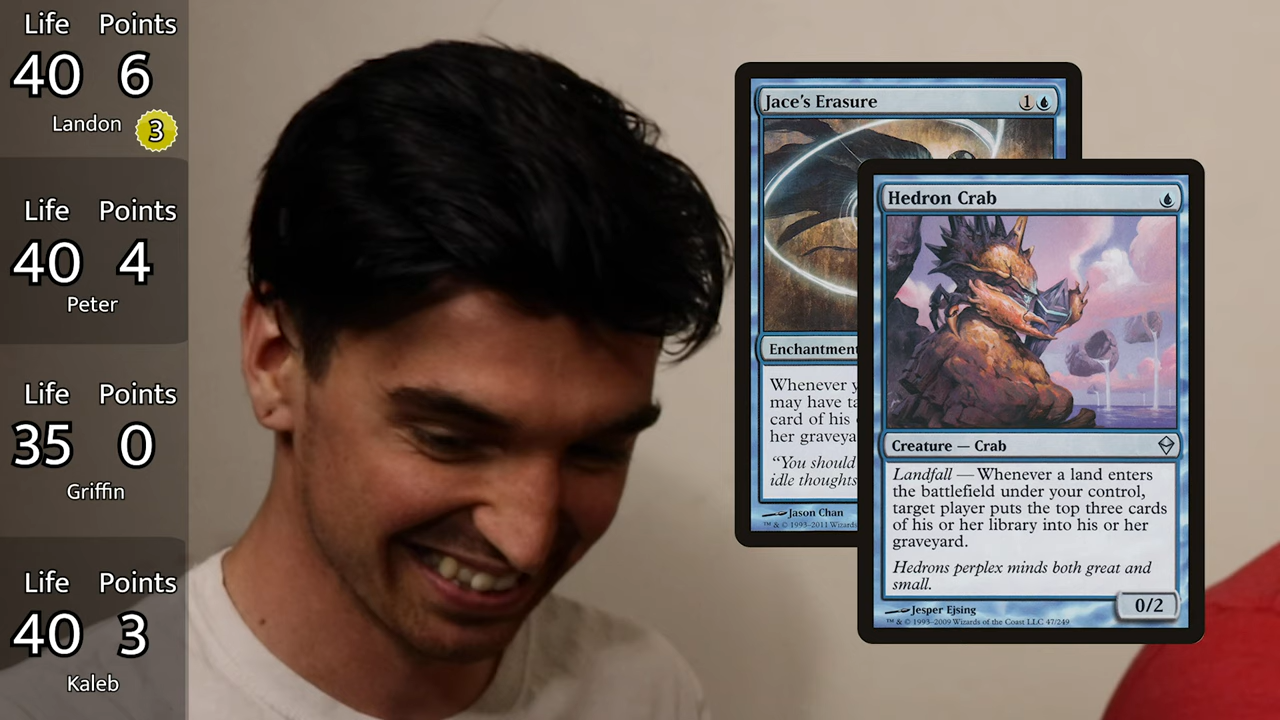 Life Points
40 6
Landon 3
Life Points
40 4
Peter
Life Points
35 0
Griffin
Life Points
40 3
Kaleb
Jace's Erasure 1
Enchantment
Whenever y
may have ta
card of his
her graveya
“You should
idle thoughts
Jason Chan
™ & © 1993–2011 Wizards
Hedron Crab
Creature — Crab
Landfall — Whenever a land enters
the battlefield under your control,
target player puts the top three cards
of his or her library into his or her
graveyard.
Hedrons perplex minds both great and
small.
0/2
Jesper Ejsing
™ & © 1993–2009 Wizards of the Coast LLC 47/249